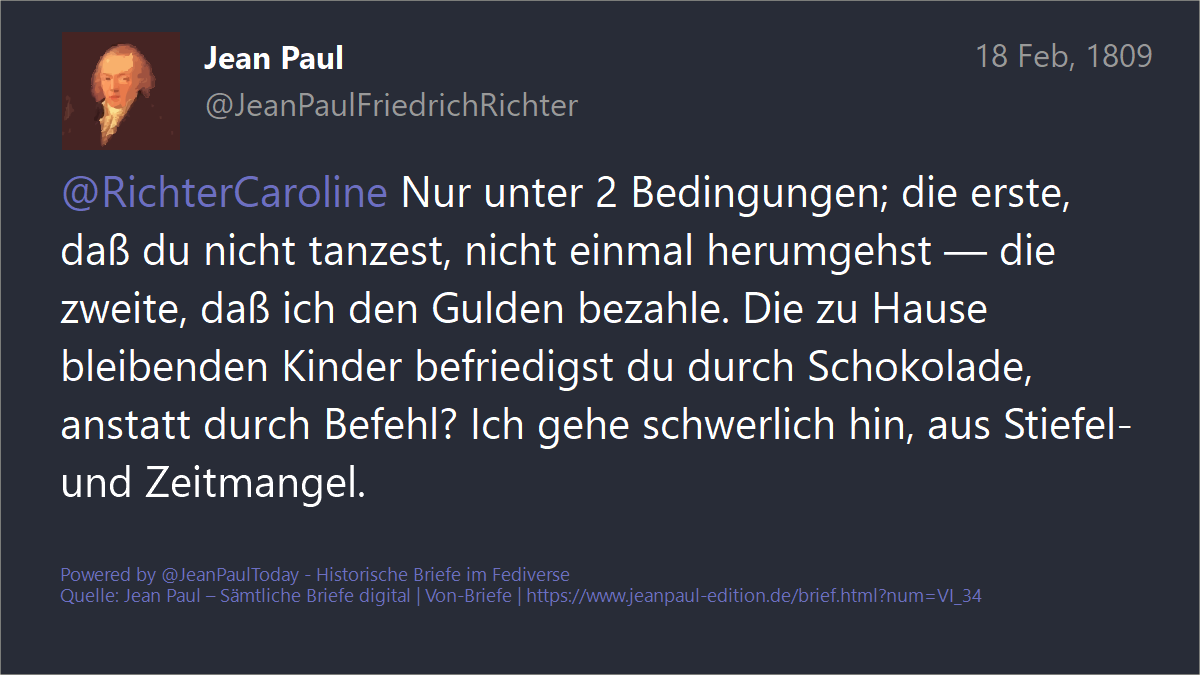 Jean Paul
18 Feb, 1809
@JeanPaulFriedrichRichter
@RichterCaroline Nur unter 2 Bedingungen; die erste,
daß du nicht tanzest, nicht einmal herumgehst — die
zweite, daß ich den Gulden bezahle. Die zu Hause
bleibenden Kinder befriedigst du durch Schokolade,
anstatt durch Befehl? Ich gehe schwerlich hin, aus Stiefel-
und Zeitmangel.
Powered by @JeanPaulToday - Historische Briefe im Fediverse
Quelle: Jean Paul – Sämtliche Briefe digital | Von-Briefe | https://www.jeanpaul-edition.de/brief.html?num=VI_34